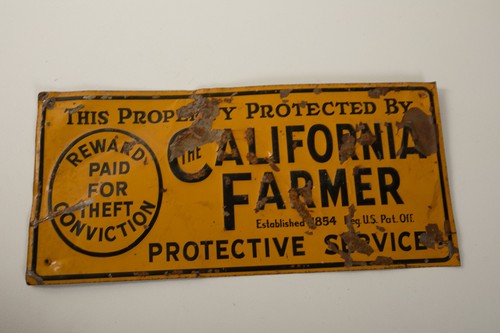 THIS PROPERTY PROTECTED BY
THE CALIFORNIA
FARMER
Established 1854 Reg U.S. Pat. Off.
PROTECTIVE SERVICE
REWARD
PAID
FOR
THEFT
CONVICTION